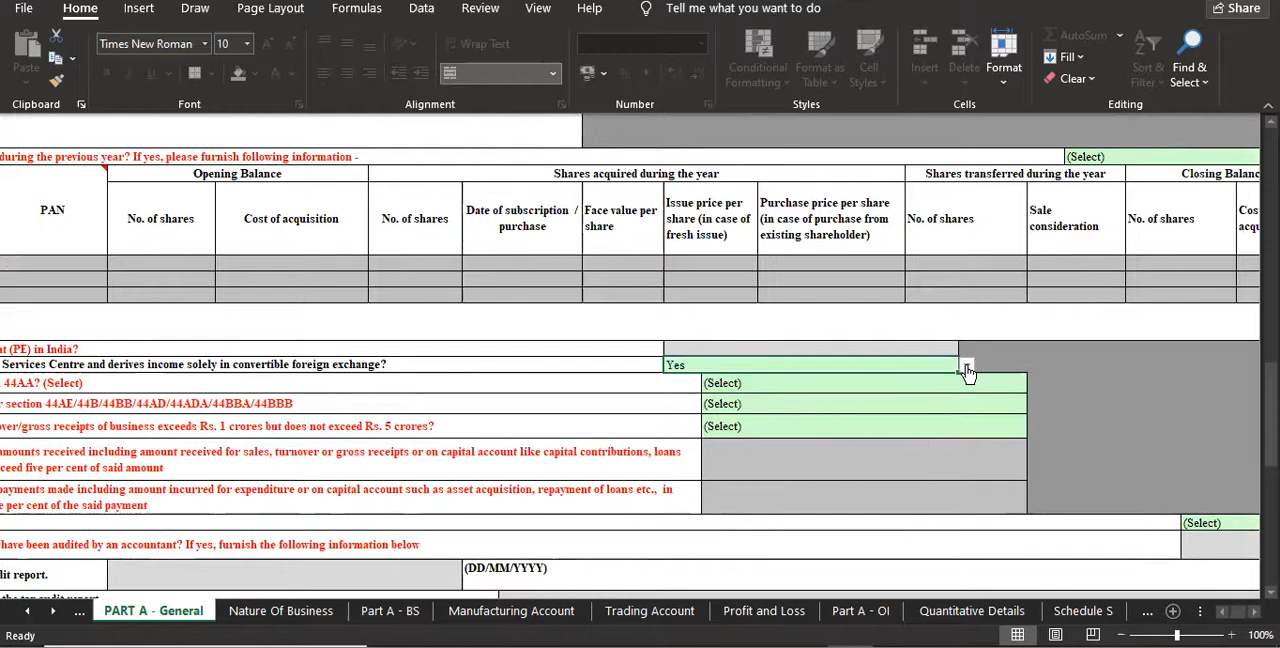 File Home Insert Draw Page Layout Formulas Data Review View Help Tell me what you want to do Share
Times New Roman 10 Wrap Text AutoSum
Paste Conditional Format as Cell Insert Delete Format Fill Sort & Find &
Formatting Table Styles Clear Filter Select
Clipboard Font Alignment Number Styles Cells Editing
during the previous year? If yes, please furnish following information - (Select)
PAN Opening Balance Shares acquired during the year Shares transferred during the year Closing Balanc
No. of shares Cost of acquisition No. of shares Date of subscription / purchase Face value per share Issue price per share (in case of fresh issue) Purchase price per share (in case of purchase from existing shareholder) No. of shares Sale consideration No. of shares Cos acqu
nt (PE) in India?
Services Centre and derives income solely in convertible foreign exchange? Yes
44AA? (Select) (Select)
r section 44AE/44B/44BB/44AD/44ADA/44BBA/44BBB (Select)
over/gross receipts of business exceeds Rs. 1 crores but does not exceed Rs. 5 crores? (Select)
amounts received including amount received for sales, turnover or gross receipts or on capital account like capital contributions, loans
xceed five per cent of said amount
payments made including amount incurred for expenditure or on capital account such as asset acquisition, repayment of loans etc., in
e per cent of the said payment
(Select)
have been audited by an accountant? If yes, furnish the following information below
dit report. (DD/MM/YYYY)
... PART A - General Nature Of Business Part A - BS Manufacturing Account Trading Account Profit and Loss Part A - OI Quantitative Details Schedule S ...
Ready 100%